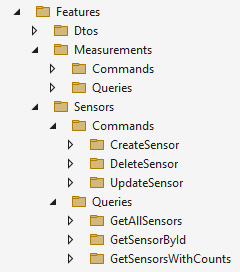 Features
Dtos
Measurements
Commands
Queries
Sensors
Commands
CreateSensor
DeleteSensor
UpdateSensor
Queries
GetAllSensors
GetSensorById
GetSensorsWithCounts